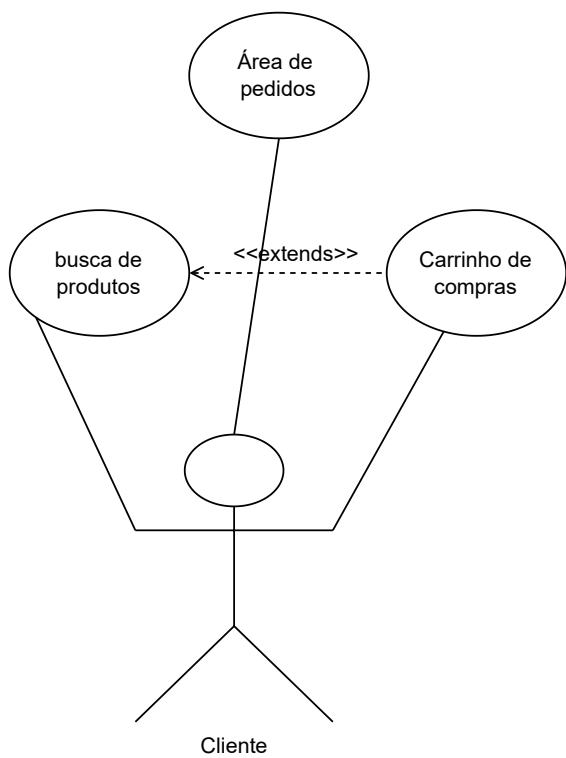 Área de
pedidos
<<extends>>
busca de
produtos
Carrinho de
compras
Cliente